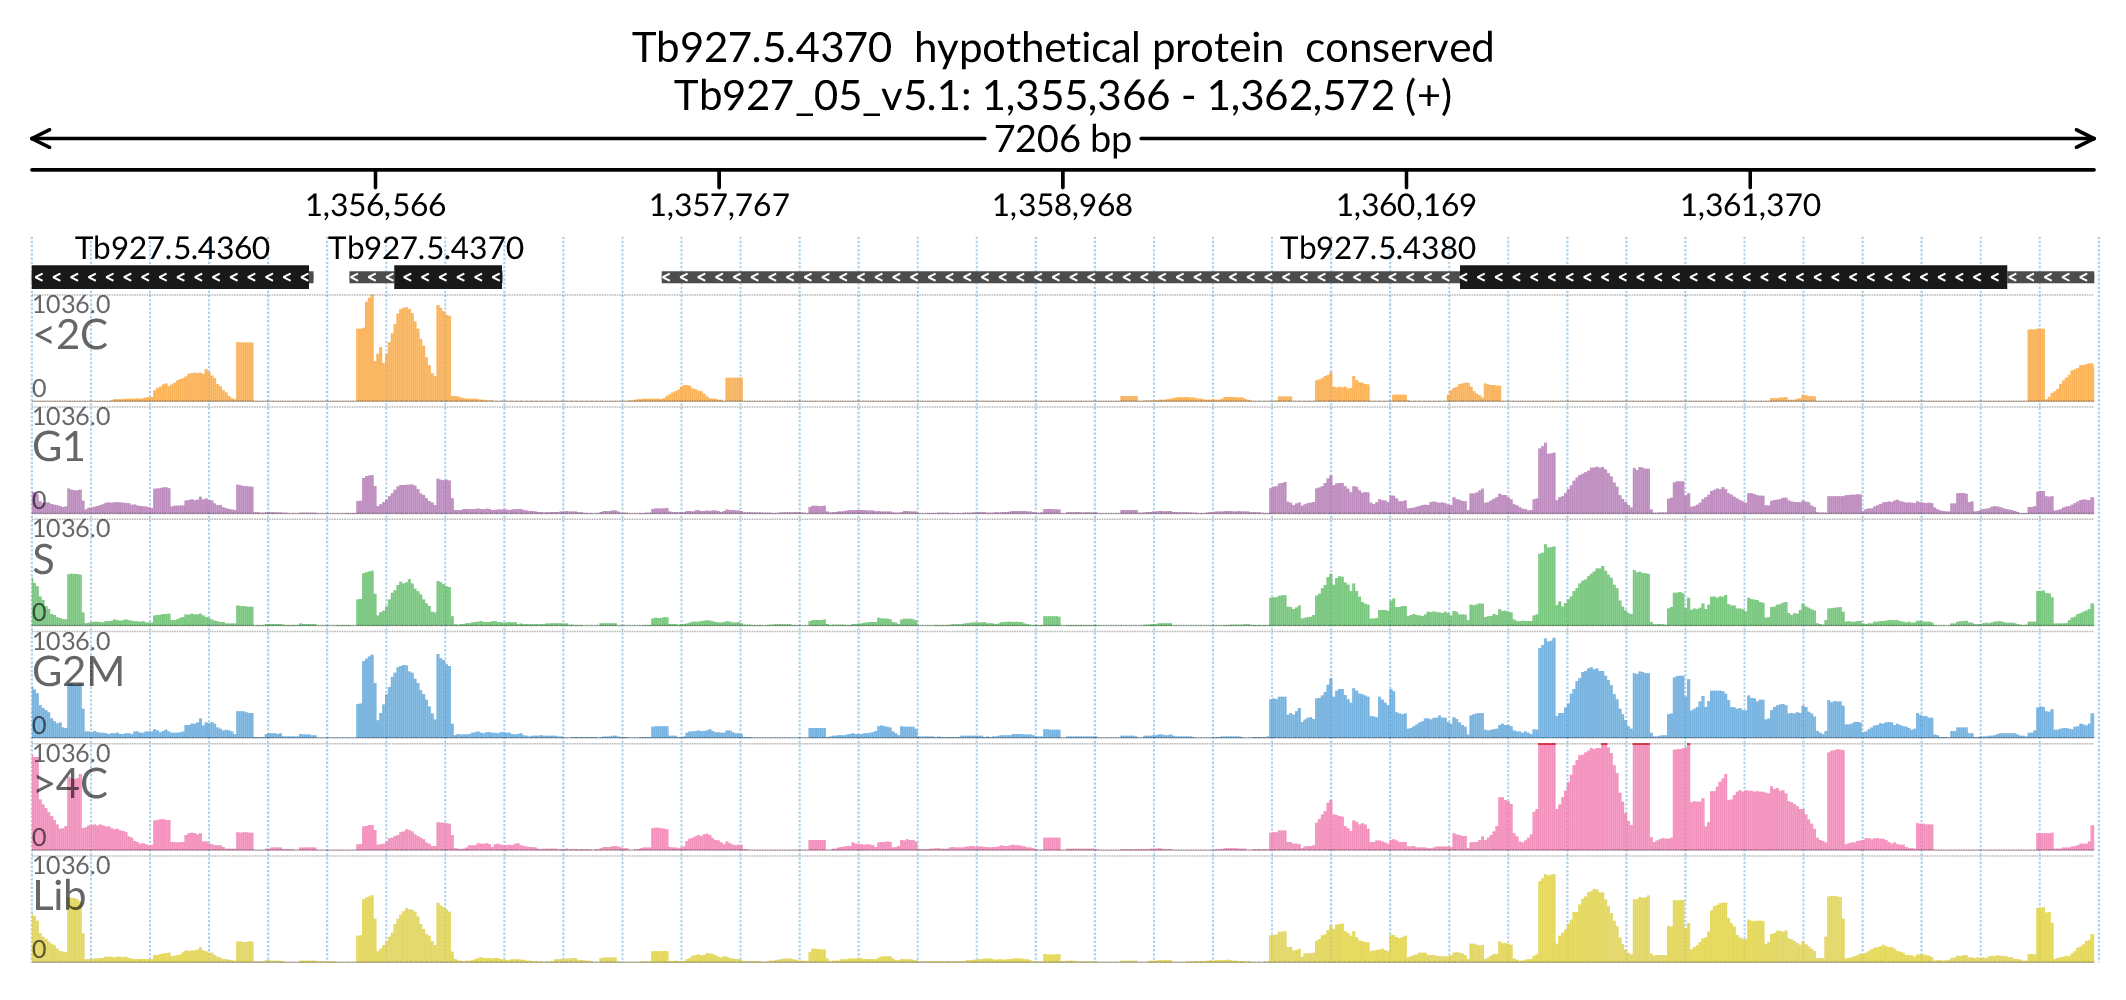 Tb927.5.4370  hypothetical protein  conserved
Tb927_05_v5.1: 1,355,366 - 1,362,572 (+)
7206 bp
1,356,566 1,357,767 1,358,968 1,360,169 1,361,370
Tb927.5.4360 Tb927.5.4370 Tb927.5.4380
1036.0
<2C
0
1036.0
G1
0
1036.0
S
0
1036.0
G2M
0
1036.0
>4C
0
1036.0
Lib
0